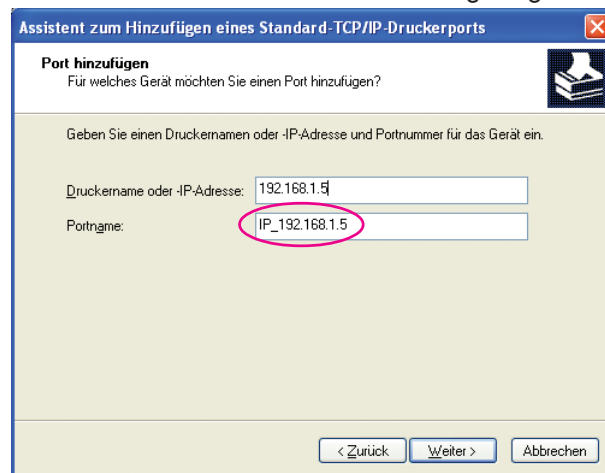 Assistent zum Hinzufügen eines Standard-TCP/IP-Druckerports
Port hinzufügen
Für welches Gerät möchten Sie einen Port hinzufügen?
Geben Sie einen Druckernamen oder -IP-Adresse und Portnummer für das Gerät ein.
Druckername oder -IP-Adresse: 192.168.1.5
Portname: IP_192.168.1.5
< Zurück Weiter > Abbrechen